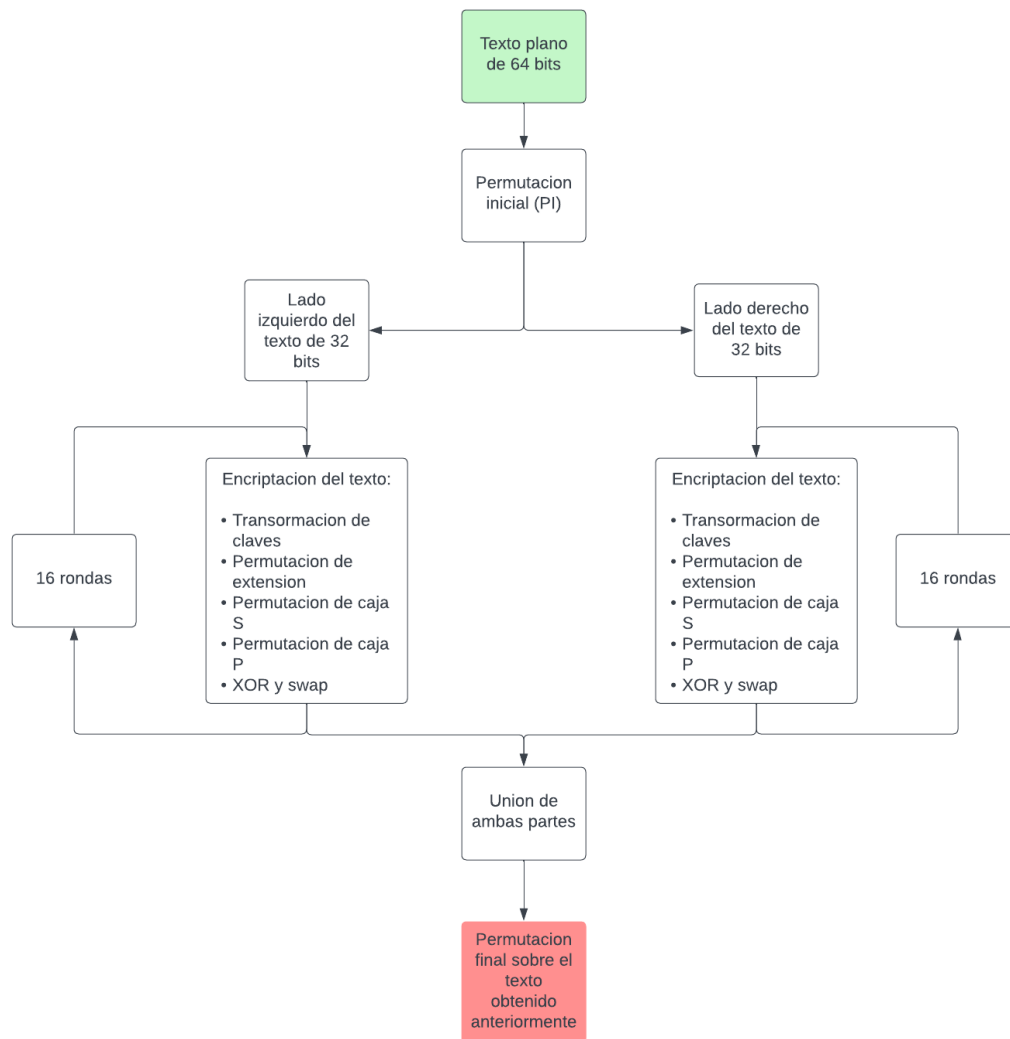 Texto plano
de 64 bits
Permutacion
inicial (PI)
Lado
izquierdo del
texto de 32
bits
Lado derecho
del texto de
32 bits
Encriptacion del texto:
• Transormacion de
claves
• Permutacion de
extension
• Permutacion de caja
S
• Permutacion de caja
P
• XOR y swap
Encriptacion del texto:
• Transormacion de
claves
• Permutacion de
extension
• Permutacion de caja
S
• Permutacion de caja
P
• XOR y swap
16 rondas
16 rondas
Union de
ambas partes
Permutacion
final sobre el
texto
obtenido
anteriormente